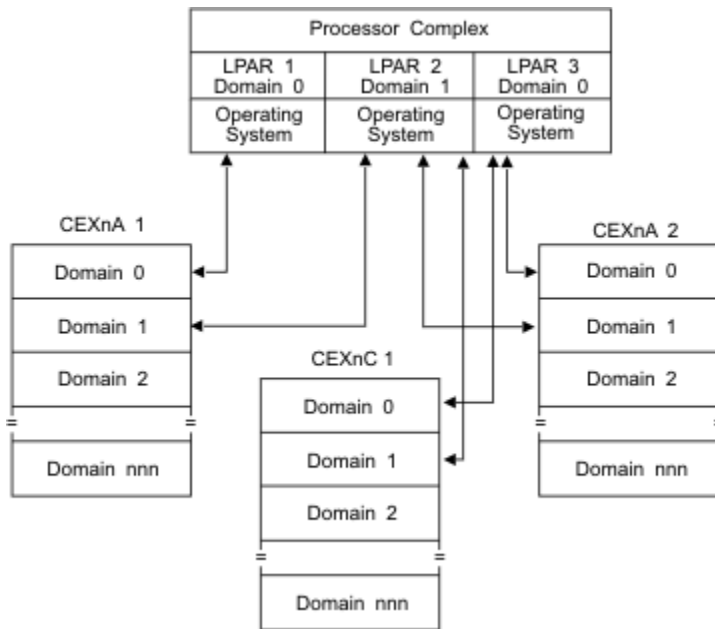 Processor Complex
LPAR 1
Domain 0
LPAR 2
Domain 1
LPAR 3
Domain 0
Operating
System
Operating
System
Operating
System
CEXnA 1
Domain 0
Domain 1
Domain 2
=
=
Domain nnn
CEXnC 1
Domain 0
Domain 1
Domain 2
=
=
Domain nnn
CEXnA 2
Domain 0
Domain 1
Domain 2
=
=
Domain nnn